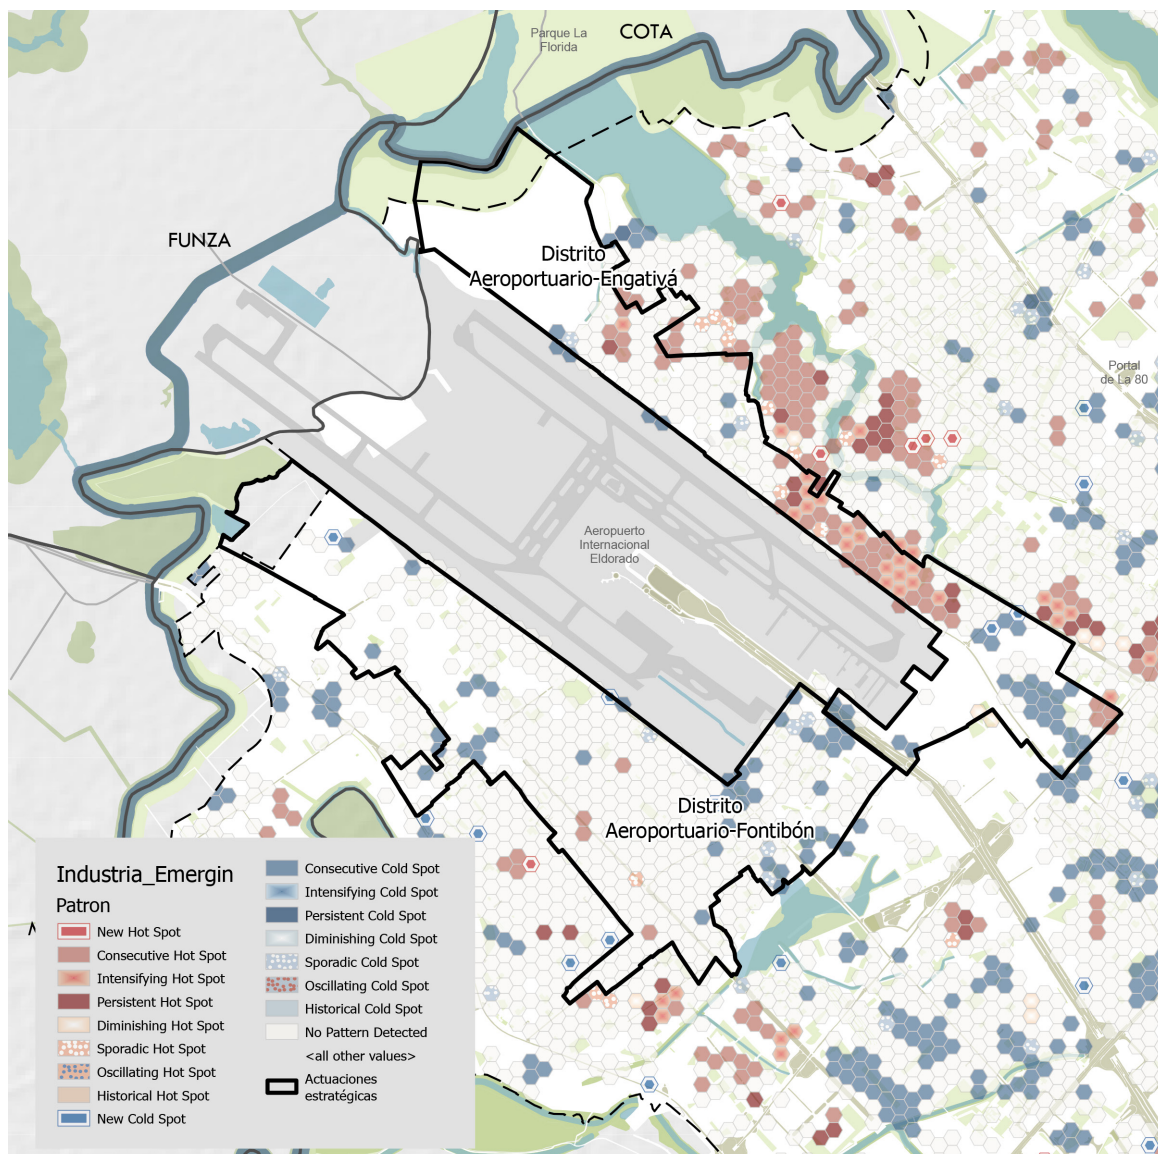 Parque La
Florida
COTA
FUNZA
Distrito
Aeroportuario-Engativá
Portal
de La 80
Aeropuerto
Internacional
Eldorado
Distrito
Aeroportuario-Fontibón
Industria_Emergin
Patron
New Hot Spot
Consecutive Hot Spot
Intensifying Hot Spot
Persistent Hot Spot
Diminishing Hot Spot
Sporadic Hot Spot
Oscillating Hot Spot
Historical Hot Spot
New Cold Spot
Consecutive Cold Spot
Intensifying Cold Spot
Persistent Cold Spot
Diminishing Cold Spot
Sporadic Cold Spot
Oscillating Cold Spot
Historical Cold Spot
No Pattern Detected
<all other values>
Actuaciones
estratégicas